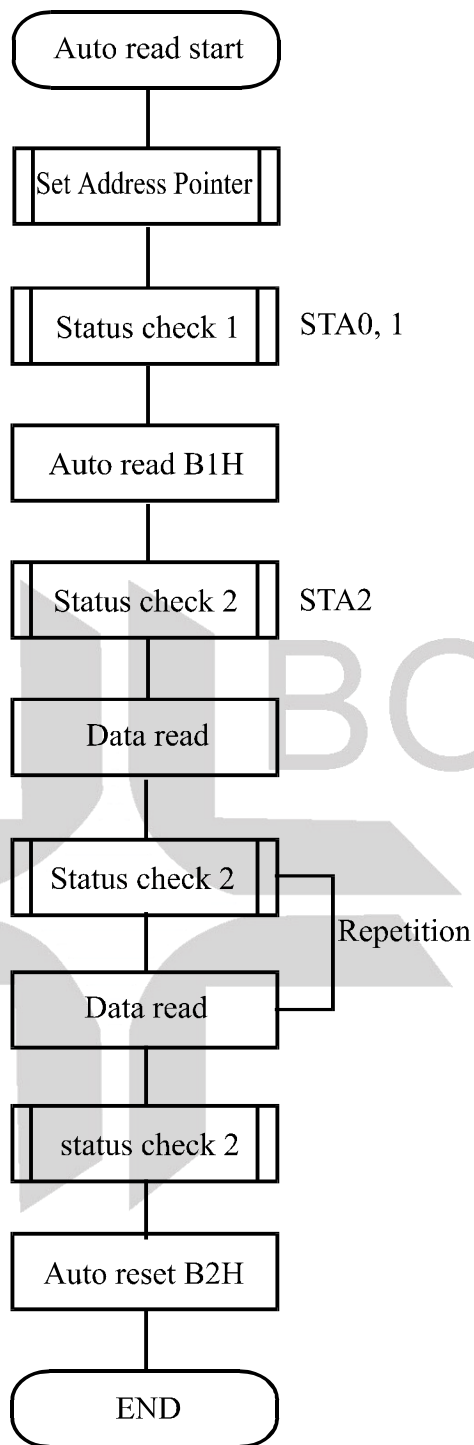 Auto read start
Set Address Pointer
Status check 1
STA0, 1
Auto read B1H
Status check 2
STA2
Data read
Status check 2
Repetition
Data read
status check 2
Auto reset B2H
END